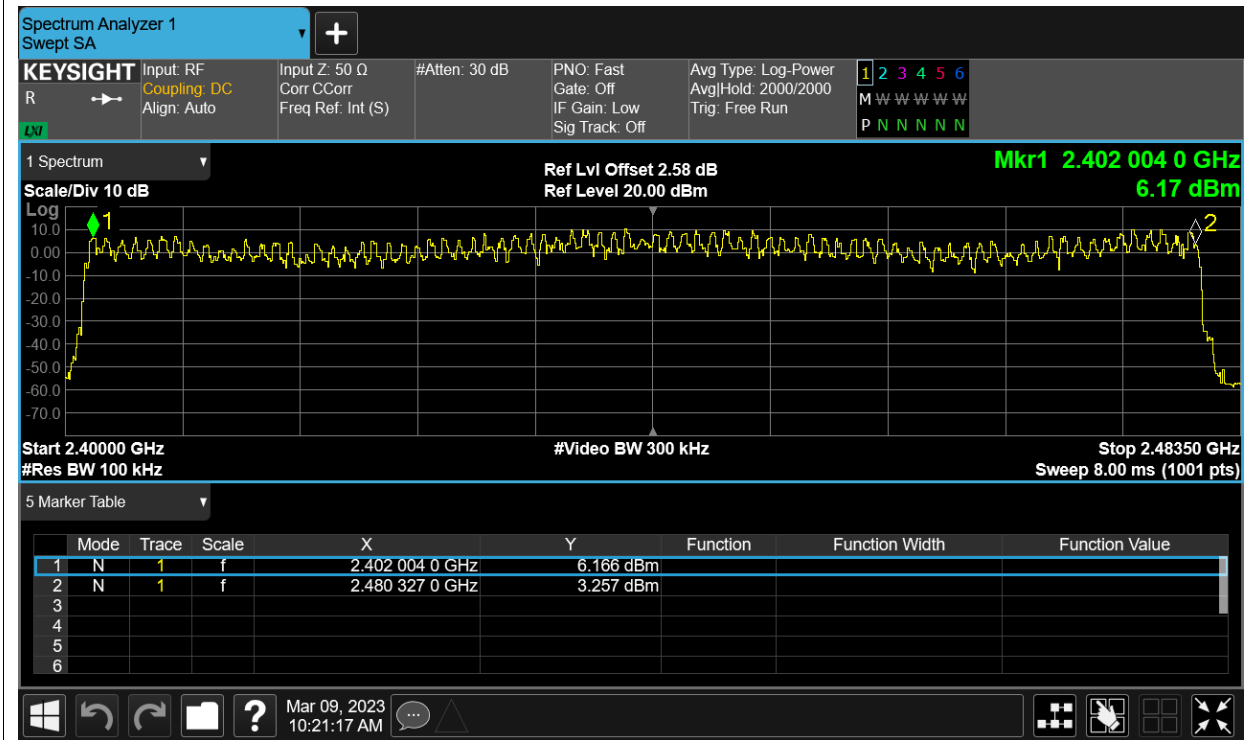 Spectrum Analyzer 1
Swept SA
KEYSIGHT
R
LXI
Input: RF
Coupling: DC
Align: Auto
Input Z: 50 Ω
Corr CCorr
Freq Ref: Int (S)
#Atten: 30 dB
PNO: Fast
Gate: Off
IF Gain: Low
Sig Track: Off
Avg Type: Log-Power
Avg|Hold: 2000/2000
Trig: Free Run
1 2 3 4 5 6
M W W W W W
P N N N N N
1 Spectrum
Scale/Div 10 dB
Ref Lvl Offset 2.58 dB
Ref Level 20.00 dBm
Mkr1 2.402 004 0 GHz
6.17 dBm
Log
10.0
0.00
-10.0
-20.0
-30.0
-40.0
-50.0
-60.0
-70.0
1
2
Start 2.40000 GHz
#Res BW 100 kHz
#Video BW 300 kHz
Stop 2.48350 GHz
Sweep 8.00 ms (1001 pts)
5 Marker Table
Mode Trace Scale X Y Function Function Width Function Value
1 N 1 f 2.402 004 0 GHz 6.166 dBm
2 N 1 f 2.480 327 0 GHz 3.257 dBm
3
4
5
6
?
Mar 09, 2023
10:21:17 AM